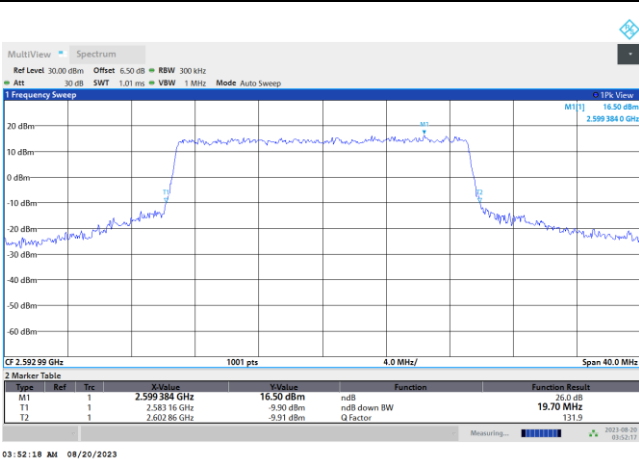 MultiView Spectrum
Ref Level 30.00 dBm Offset 6.50 dB RBW 300 kHz
Att 30 dB SWT 1.01 ms VBW 1 MHz Mode Auto Sweep
1 Frequency Sweep 1Pk View
M1[1] 16.50 dBm
2.599 384 0 GHz
M1
20 dBm
10 dBm
0 dBm
T1 T2
-10 dBm
-20 dBm
-30 dBm
-40 dBm
-50 dBm
-60 dBm
CF 2.592 99 GHz 1001 pts 4.0 MHz/ Span 40.0 MHz
2 Marker Table
Type Ref Trc X-Value Y-Value Function Function Result
M1 1 2.599 384 GHz 16.50 dBm ndB 26.0 dB
T1 1 2.583 16 GHz -9.90 dBm ndB down BW 19.70 MHz
T2 1 2.602 86 GHz -9.91 dBm Q Factor 131.9
Measuring... 2023-08-20
03:52:17
03:52:18 AM 08/20/2023